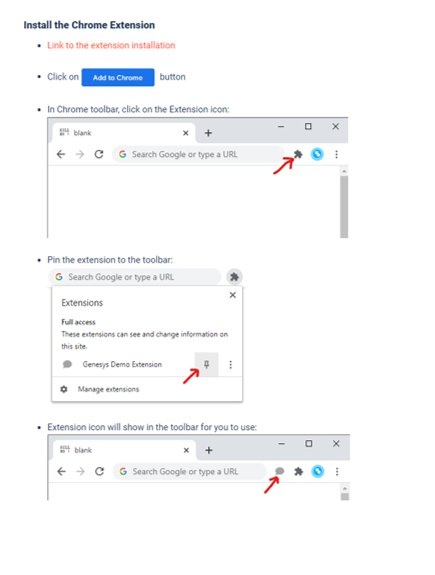 Install the Chrome Extension
Link to the extension installation
Click on Add to Chrome button
In Chrome toolbar, click on the Extension icon:
blank
Search Google or type a URL
Pin the extension to the toolbar:
Search Google or type a URL
Extensions
Full access
These extensions can see and change information on
this site.
Genesys Demo Extension
Manage extensions
Extension icon will show in the toolbar for you to use:
blank
Search Google or type a URL